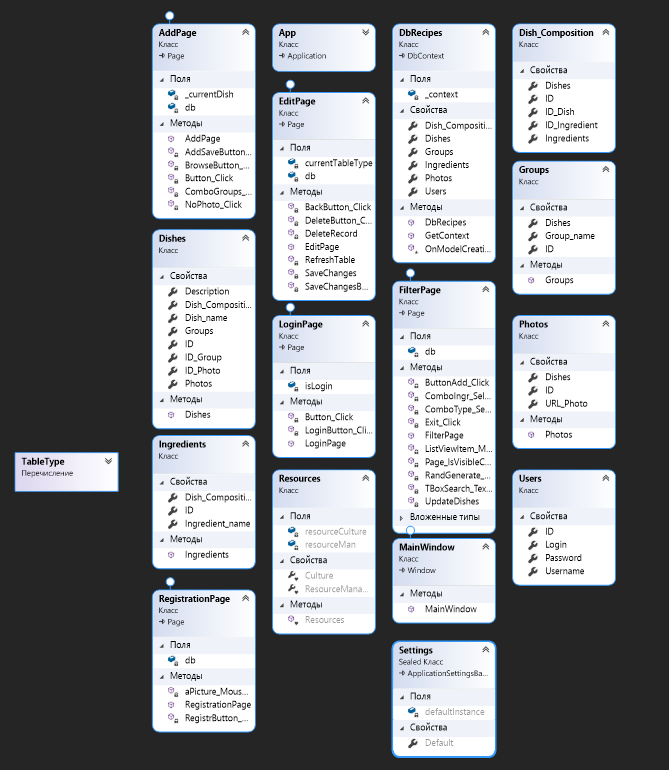 AddPage
Класс
Page
Поля
_currentDish
db
Методы
AddPage
AddSaveButton...
BrowseButton_...
Button_Click
ComboGroups_...
NoPhoto_Click
Dishes
Класс
Свойства
Description
Dish_Compositi...
Dish_name
Groups
ID
ID_Group
ID_Photo
Photos
Методы
Dishes
Ingredients
Класс
Свойства
Dish_Compositi...
ID
Ingredient_name
Методы
Ingredients
TableType
Перечисление
RegistrationPage
Класс
Page
Поля
db
Методы
aPicture_Mous...
RegistrationPage
RegistrButton_...
App
Класс
Application
EditPage
Класс
Page
Поля
currentTableType
db
Методы
BackButton_Click
DeleteButton_C...
DeleteRecord
EditPage
RefreshTable
SaveChanges
SaveChangesB...
LoginPage
Класс
Page
Поля
isLogin
Методы
Button_Click
LoginButton_Cli...
LoginPage
Resources
Класс
Поля
resourceCulture
resourceMan
Свойства
Culture
ResourceMana...
Методы
Resources
DbRecipes
Класс
DbContext
Поля
_context
Свойства
Dish_Compositi...
Dishes
Groups
Ingredients
Photos
Users
Методы
DbRecipes
GetContext
OnModelCreati...
FilterPage
Класс
Page
Поля
db
Методы
ButtonAdd_Click
ComboIngr_Sel...
ComboType_Se...
Exit_Click
FilterPage
ListViewItem_M...
Page_IsVisibleC...
RandGenerate_...
TBoxSearch_Tex...
UpdateDishes
Вложенные типы
MainWindow
Класс
Window
Методы
MainWindow
Settings
Sealed Класс
ApplicationSettingsBa...
Поля
defaultInstance
Свойства
Default
Dish_Composition
Класс
Свойства
Dishes
ID
ID_Dish
ID_Ingredient
Ingredients
Groups
Класс
Свойства
Dishes
Group_name
ID
Методы
Groups
Photos
Класс
Свойства
Dishes
ID
URL_Photo
Методы
Photos
Users
Класс
Свойства
ID
Login
Password
Username